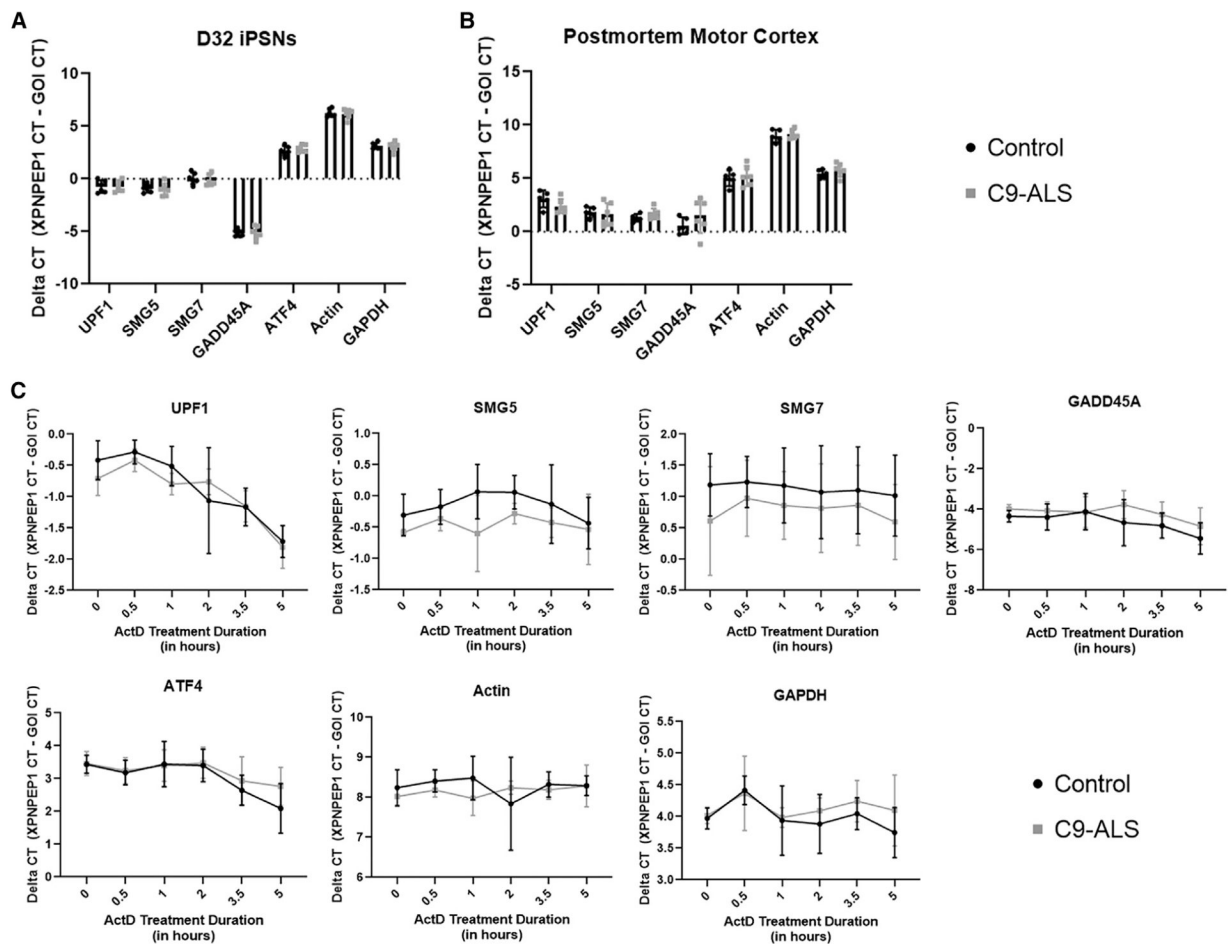 A
D32 iPSNs
Delta CT (XPNPEP1 CT - GOI CT)
10
5
0
-5
-10
UPF1
SMG5
SMG7
GADD45A
ATF4
Actin
GAPDH
B
Postmortem Motor Cortex
Delta CT (XPNPEP1 CT - GOI CT)
15
10
5
0
-5
UPF1
SMG5
SMG7
GADD45A
ATF4
Actin
GAPDH
Control
C9-ALS
C
UPF1
Delta CT (XPNPEP1 CT - GOI CT)
0.0
-0.5
-1.0
-1.5
-2.0
-2.5
0
0.5
1
2
3.5
5
ActD Treatment Duration
(in hours)
SMG5
Delta CT (XPNPEP1 CT - GOI CT)
1.0
0.5
0.0
-0.5
-1.0
-1.5
0
0.5
1
2
3.5
5
ActD Treatment Duration
(in hours)
SMG7
Delta CT (XPNPEP1 CT - GOI CT)
2.0
1.5
1.0
0.5
0.0
-0.5
0
0.5
1
2
3.5
5
ActD Treatment Duration
(in hours)
GADD45A
Delta CT (XPNPEP1 CT - GOI CT)
0
-2
-4
-6
-8
0
0.5
1
2
3.5
5
ActD Treatment Duration
(in hours)
ATF4
Delta CT (XPNPEP1 CT - GOI CT)
5
4
3
2
1
0
0
0.5
1
2
3.5
5
ActD Treatment Duration
(in hours)
Actin
Delta CT (XPNPEP1 CT - GOI CT)
10
9
8
7
6
0
0.5
1
2
3.5
5
ActD Treatment Duration
(in hours)
GAPDH
Delta CT (XPNPEP1 CT - GOI CT)
5.5
5.0
4.5
4.0
3.5
3.0
0
0.5
1
2
3.5
5
ActD Treatment Duration
(in hours)
Control
C9-ALS